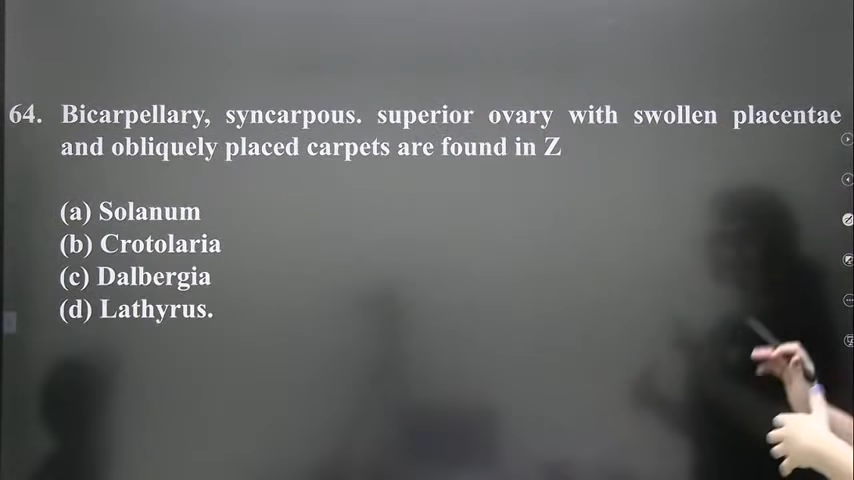 64. Bicarpellary, syncarpous. superior ovary with swollen placentae
and obliquely placed carpets are found in Z
(a) Solanum
(b) Crotolaria
(c) Dalbergia
(d) Lathyrus.